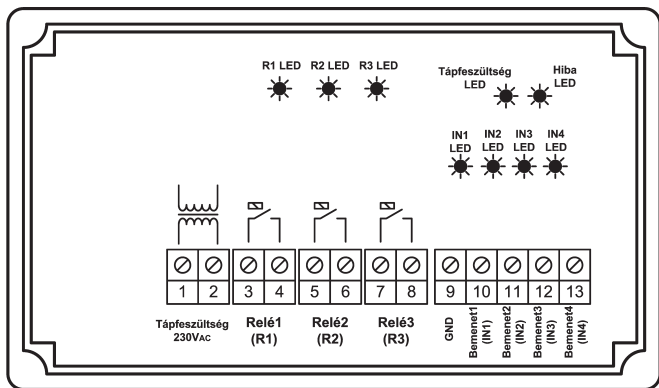 R1 LED R2 LED R3 LED
Tápfeszültség
LED
Hiba
LED
IN1
LED
IN2
LED
IN3
LED
IN4
LED
1 2 3 4 5 6 7 8 9 10 11 12 13
Tápfeszültség
230VAC
Relé1
(R1)
Relé2
(R2)
Relé3
(R3)
GND
Bemenet1
(IN1)
Bemenet2
(IN2)
Bemenet3
(IN3)
Bemenet4
(IN4)